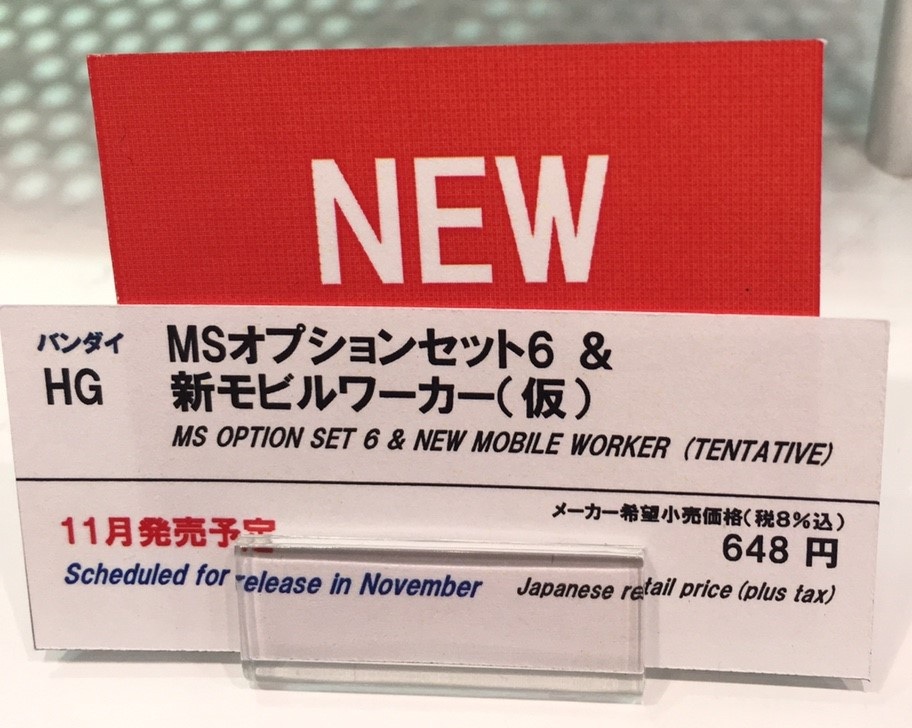 NEW
バンダイ
HG
MSオプションセット6 &
新モビルワーカー(仮)
MS OPTION SET 6 & NEW MOBILE WORKER (TENTATIVE)
11月発売予定
Scheduled for release in November
メーカー希望小売価格(税8%込)
648 円
Japanese retail price (plus tax)